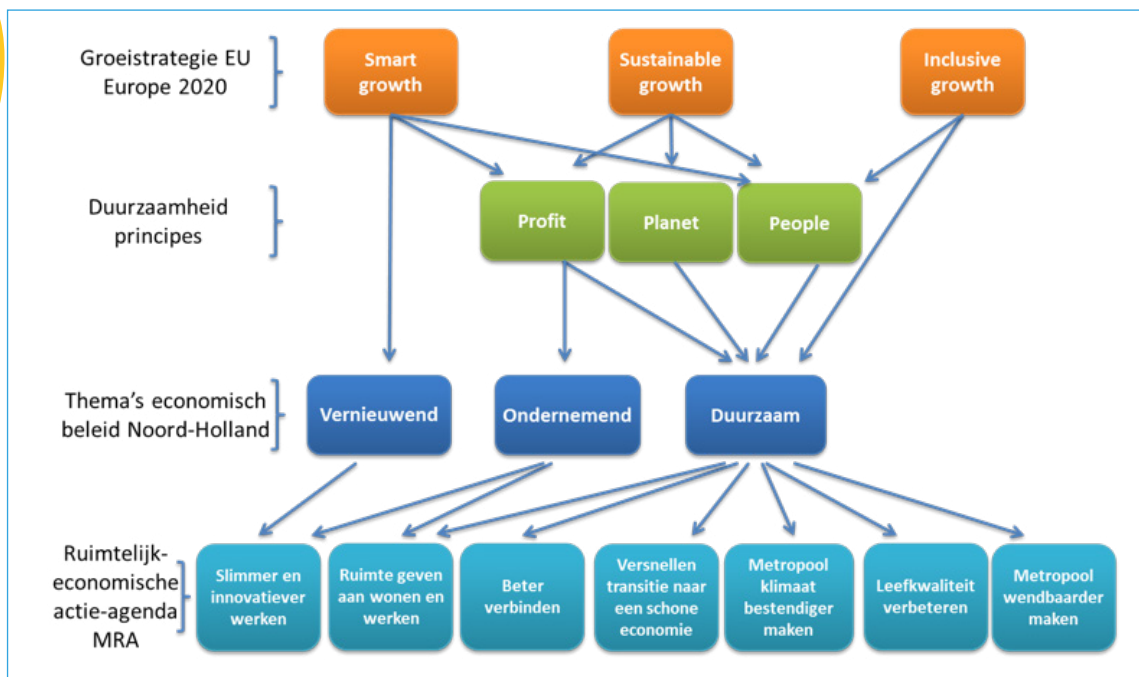 Groeistrategie EU
Europe 2020
Smart
growth
Sustainable
growth
Inclusive
growth
Duurzaamheid
principes
Profit
Planet
People
Thema's economisch
beleid Noord-Holland
Vernieuwend
Ondernemend
Duurzaam
Ruimtelijk-
economische
actie-agenda
MRA
Slimmer en
innovatiever
werken
Ruimte geven
aan wonen en
werken
Beter
verbinden
Versnellen
transitie naar
een schone
economie
Metropool
klimaat
bestendiger
maken
Leefkwaliteit
verbeteren
Metropool
wendbaarder
maken